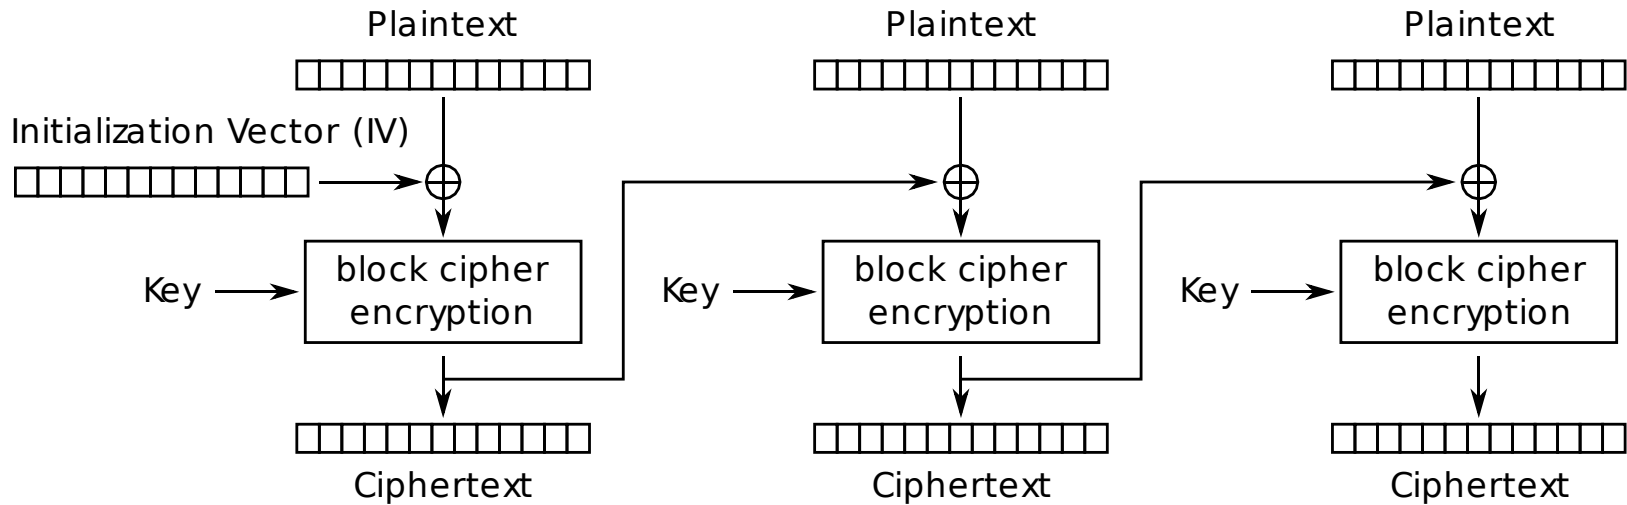 Plaintext
Plaintext
Plaintext
Initialization Vector (IV)
Key
block cipher
encryption
Key
block cipher
encryption
Key
block cipher
encryption
Ciphertext
Ciphertext
Ciphertext